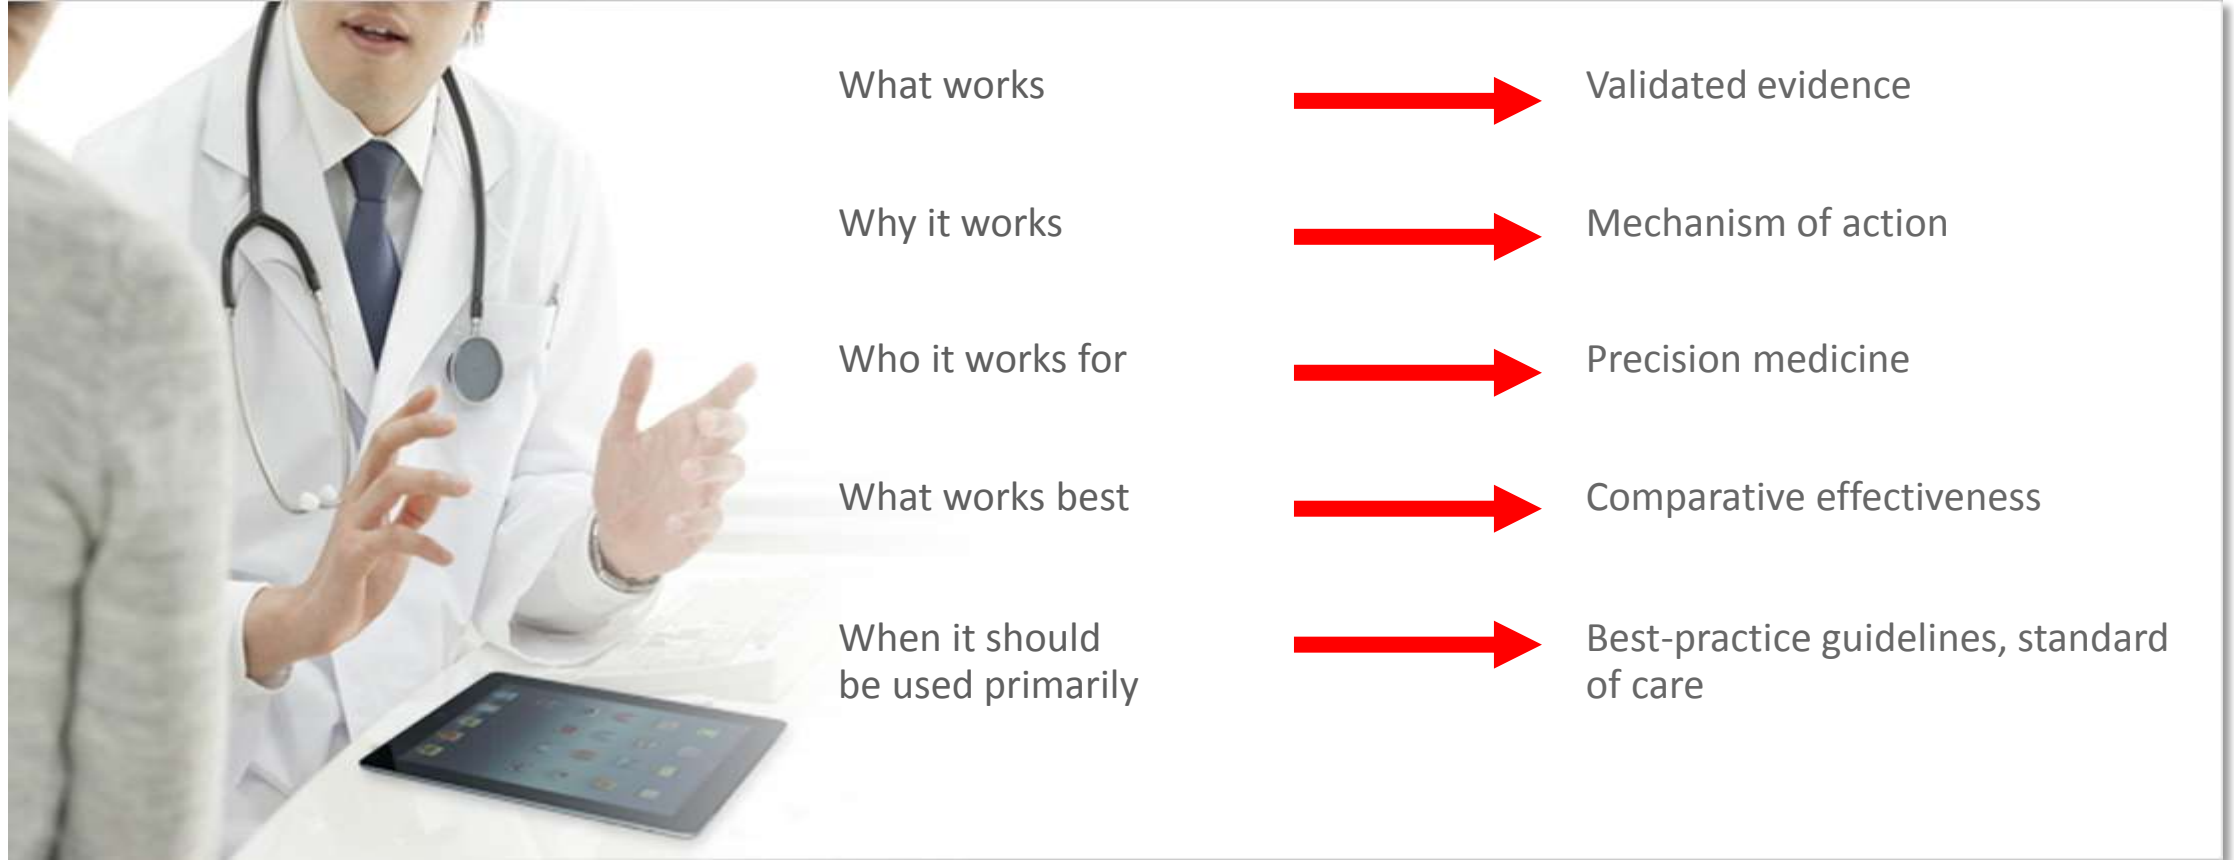 What works
Validated evidence
Why it works
Mechanism of action
Who it works for
Precision medicine
What works best
Comparative effectiveness
When it should
be used primarily
Best-practice guidelines, standard
of care